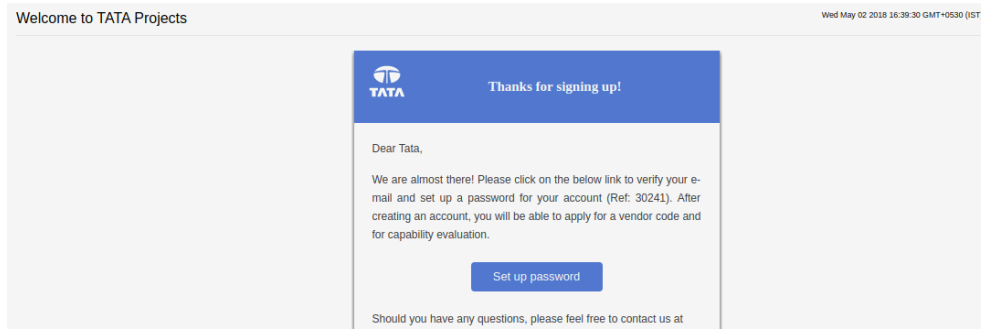 Welcome to TATA Projects
Wed May 02 2018 16:39:30 GMT+0530 (IST
TATA
Thanks for signing up!
Dear Tata,
We are almost there! Please click on the below link to verify your e-
mail and set up a password for your account (Ref: 30241). After
creating an account, you will be able to apply for a vendor code and
for capability evaluation.
Set up password
Should you have any questions, please feel free to contact us at